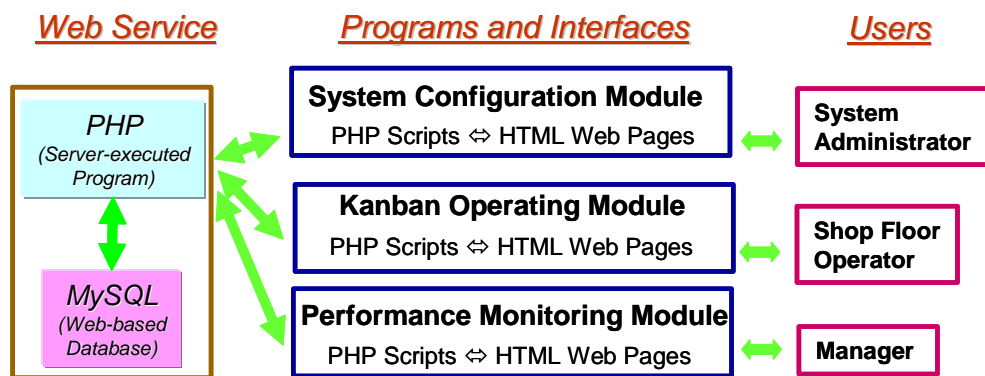 Web Service
Programs and Interfaces
Users
PHP
(Server-executed
Program)
MySQL
(Web-based
Database)
System Configuration Module
PHP Scripts ⇔ HTML Web Pages
Kanban Operating Module
PHP Scripts ⇔ HTML Web Pages
Performance Monitoring Module
PHP Scripts ⇔ HTML Web Pages
System
Administrator
Shop Floor
Operator
Manager